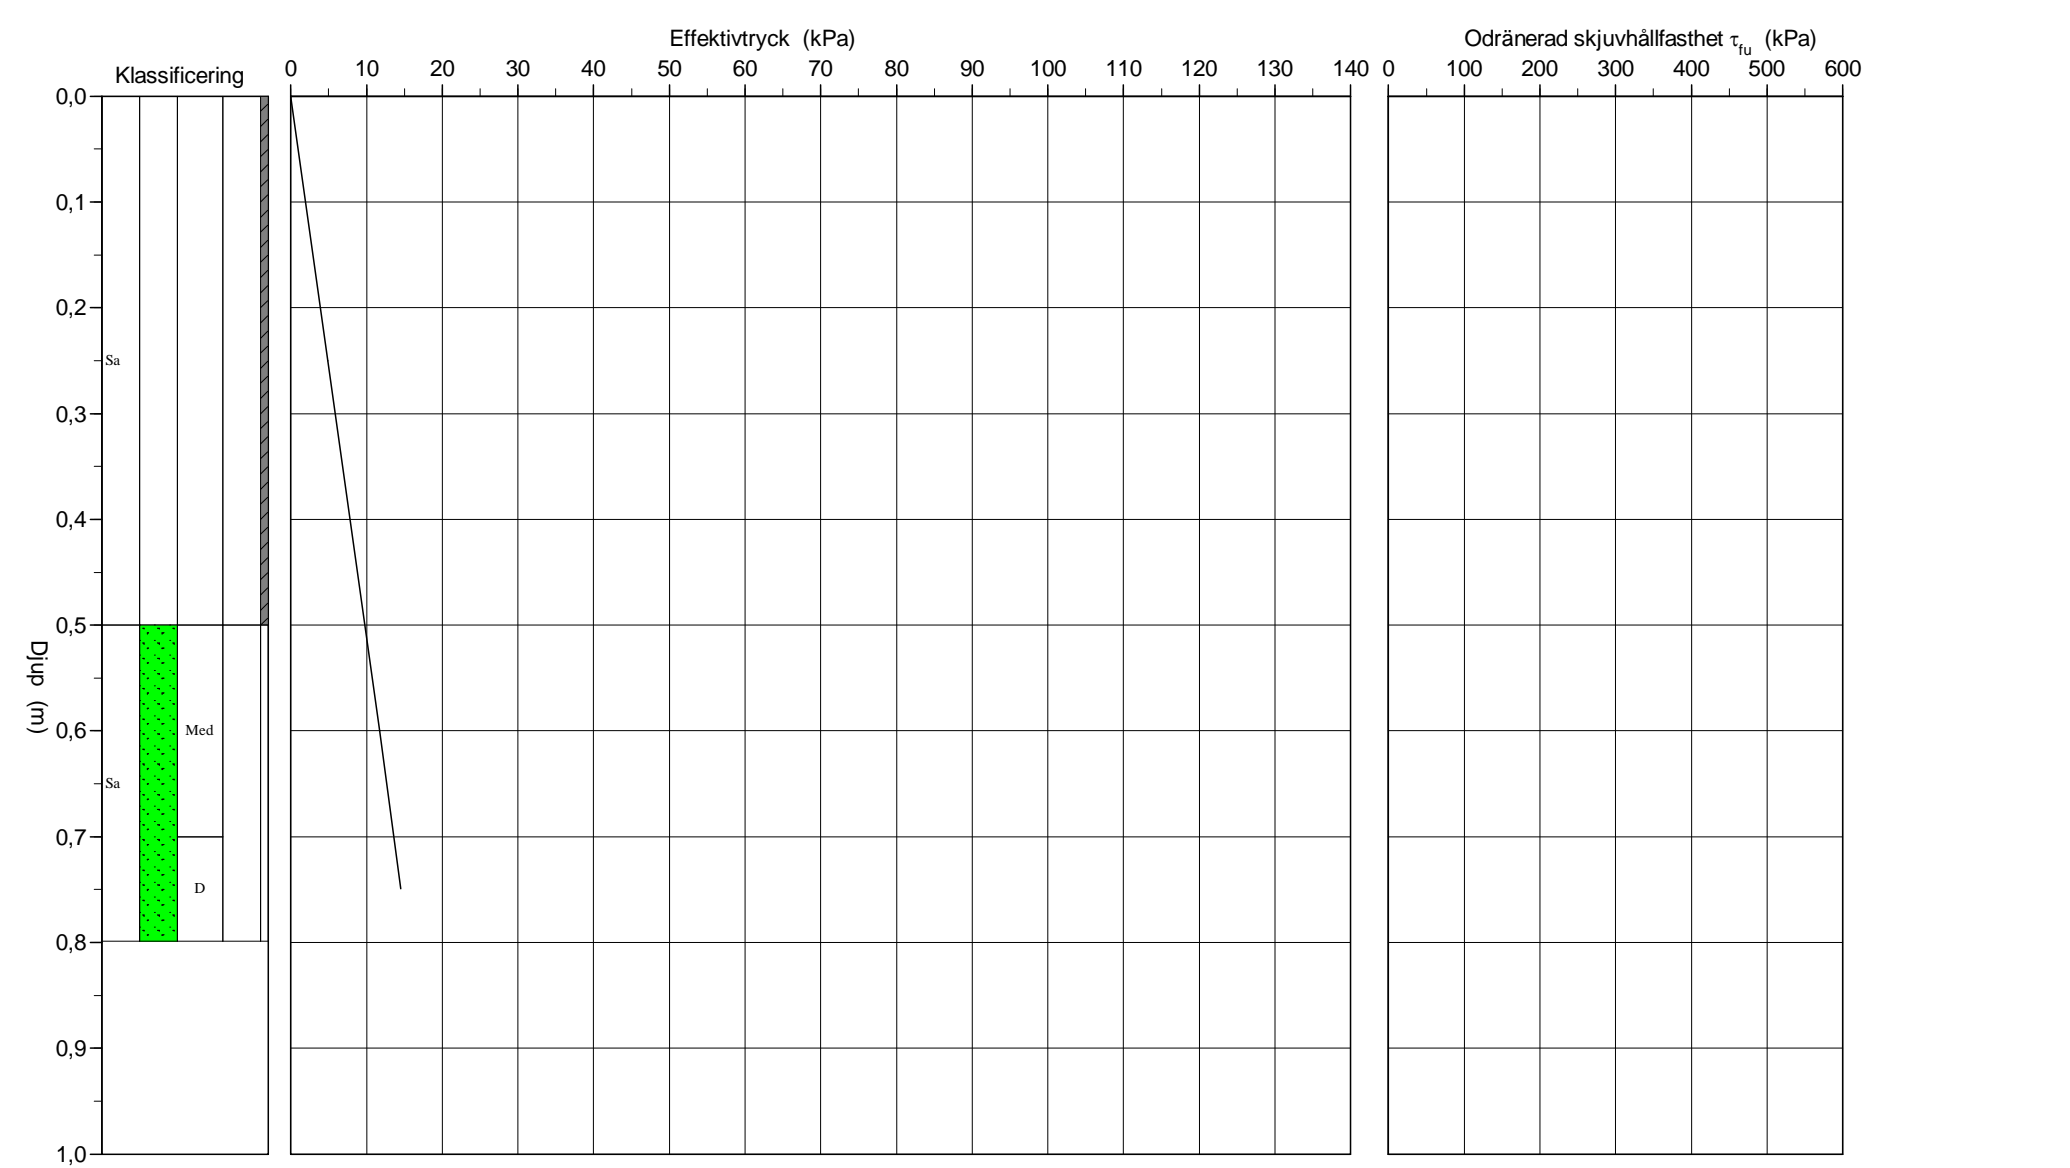 Effektivtryck (kPa)
Odränerad skjuvhållfasthet τfu (kPa)
Klassificering
0 10 20 30 40 50 60 70 80 90 100 110 120 130 140
0 100 200 300 400 500 600
0,0
0,1
0,2
Sa
0,3
0,4
0,5
Djup (m)
0,6
Med
Sa
0,7
D
0,8
0,9
1,0